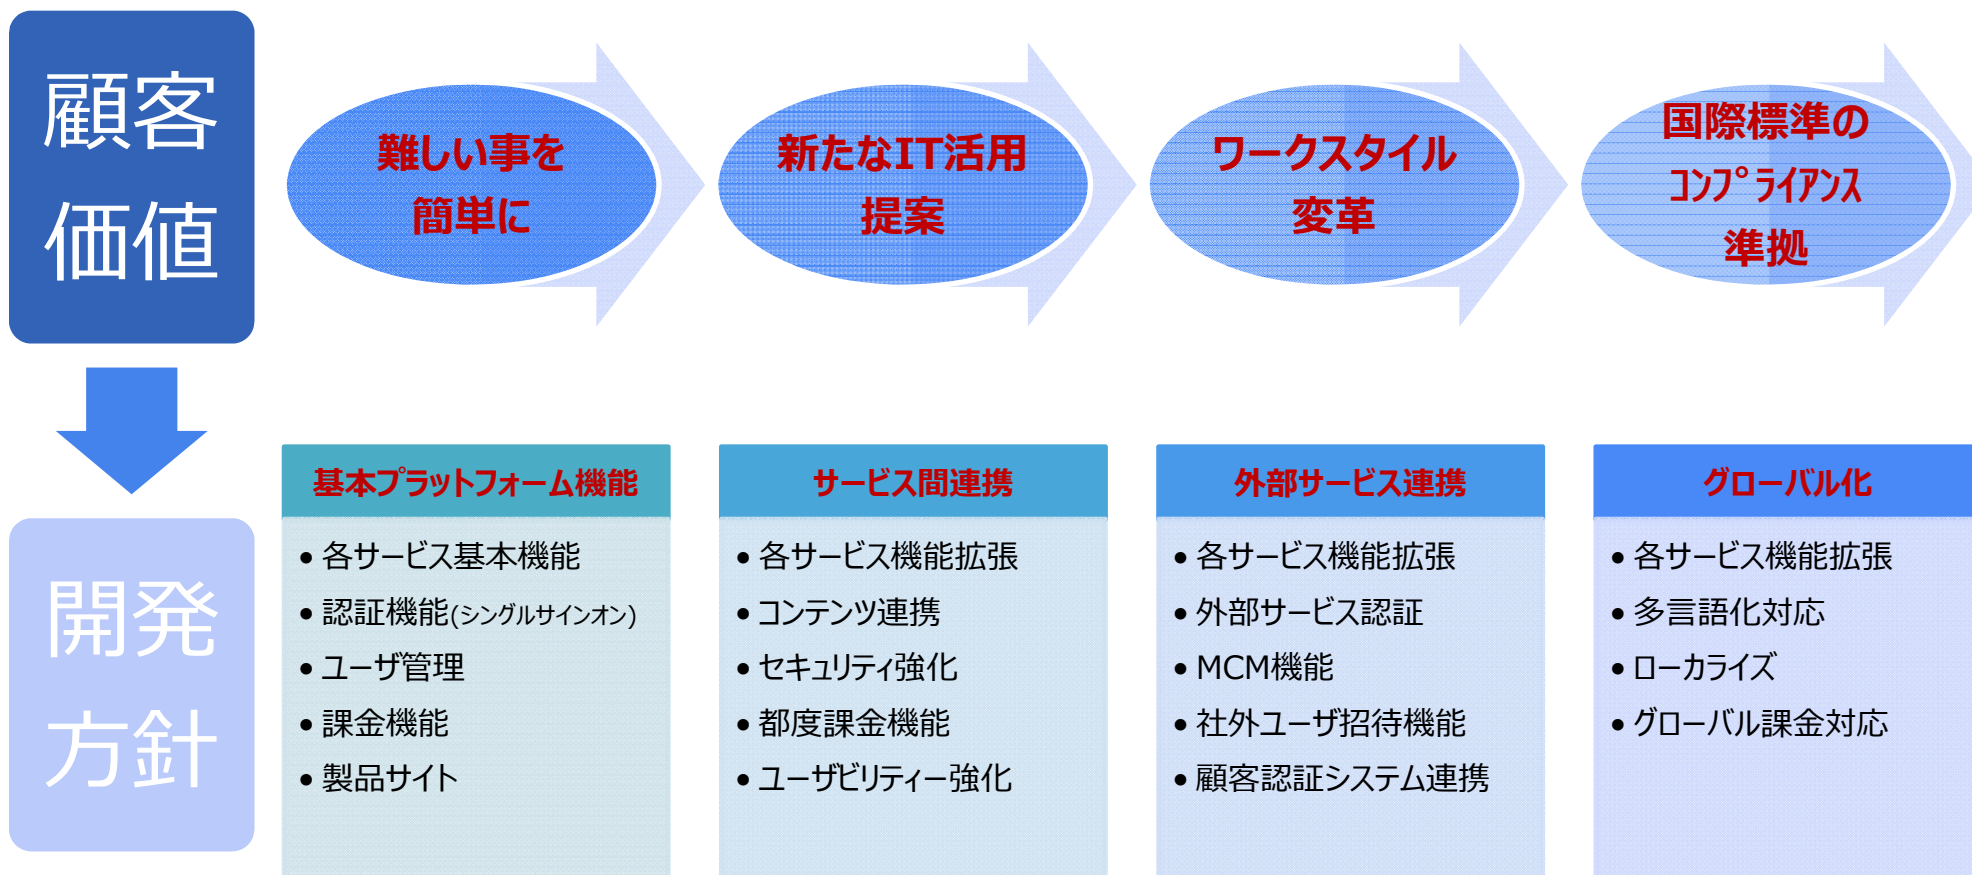 顧客
価値
難しい事を
簡単に
新たなIT活用
提案
ワークスタイル
変革
国際標準の
ｺﾝﾌﾟﾗｲｱﾝｽ
準拠
開発
方針
基本プラットフォーム機能
• 各サービス基本機能
• 認証機能(シングルサインオン)
• ユーザ管理
• 課金機能
• 製品サイト
サービス間連携
• 各サービス機能拡張
• コンテンツ連携
• セキュリティ強化
• 都度課金機能
• ユーザビリティー強化
外部サービス連携
• 各サービス機能拡張
• 外部サービス認証
• MCM機能
• 社外ユーザ招待機能
• 顧客認証システム連携
グローバル化
• 各サービス機能拡張
• 多言語化対応
• ローカライズ
• グローバル課金対応